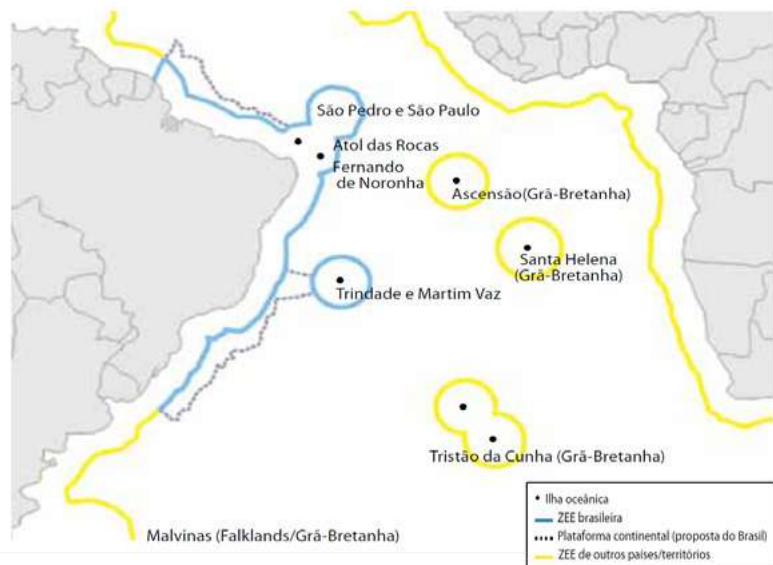 São Pedro e São Paulo
Atol das Rocas
Fernando
de Noronha
Ascensão(Grã-Bretanha)
Santa Helena
(Grã-Bretanha)
Trindade e Martim Vaz
Tristão da Cunha (Grã-Bretanha)
Malvinas (Falklands/Grã-Bretanha)
Ilha oceânica
ZEE brasileira
Plataforma continental (proposta do Brasil)
ZEE de outros países/territórios